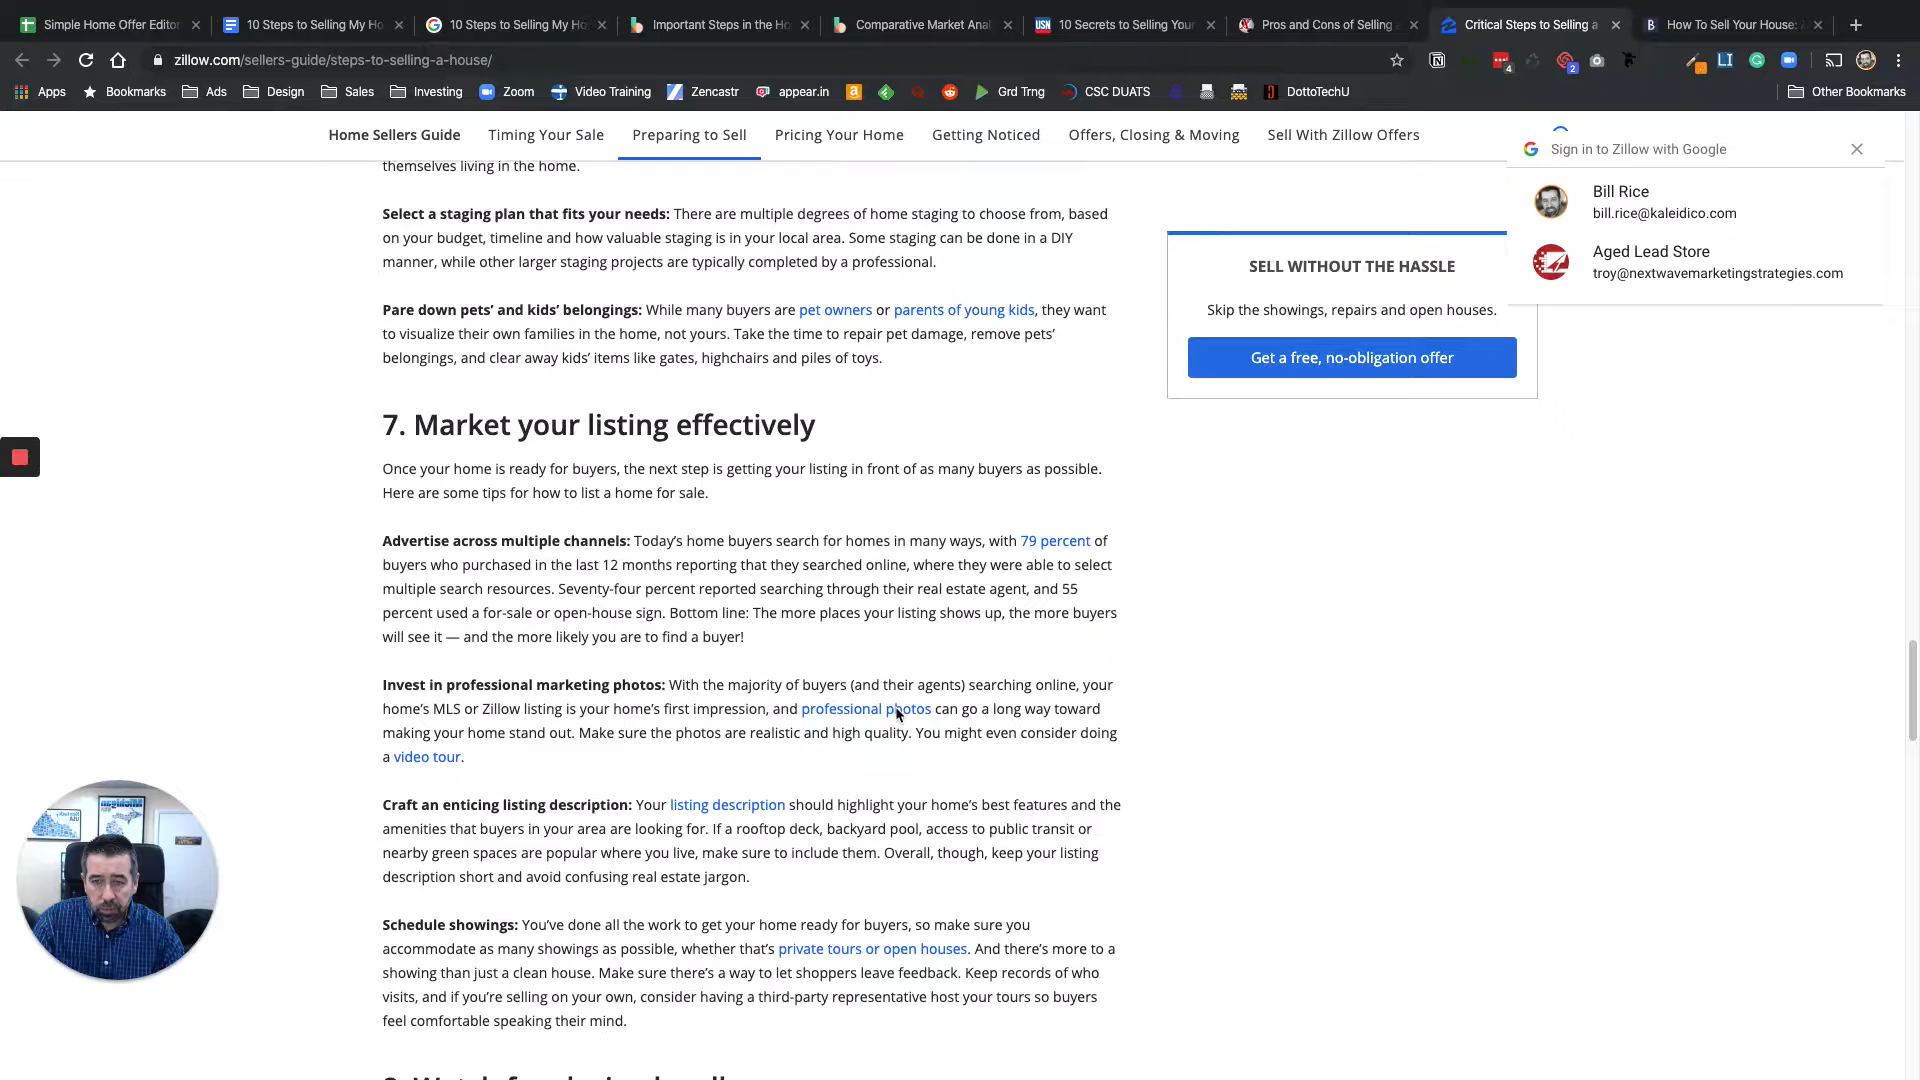 Simple Home Offer Editor
10 Steps to Selling My Ho
10 Steps to Selling My Ho
Important Steps in the Ho
Comparative Market Anal
10 Secrets to Selling Your
Pros and Cons of Selling
Critical Steps to Selling a
How To Sell Your House:
zillow.com/sellers-guide/steps-to-selling-a-house/
4
2
Apps
Bookmarks
Ads
Design
Sales
Investing
Zoom
Video Training
Zencastr
appear.in
Grd Trng
CSC DUATS
DottoTechU
Other Bookmarks
Home Sellers Guide
Timing Your Sale
Preparing to Sell
Pricing Your Home
Getting Noticed
Offers, Closing & Moving
Sell With Zillow Offers
Sign in to Zillow with Google
Bill Rice
bill.rice@kaleidico.com
Aged Lead Store
troy@nextwavemarketingstrategies.com
themselves living in the home.
Select a staging plan that fits your needs: There are multiple degrees of home staging to choose from, based
on your budget, timeline and how valuable staging is in your local area. Some staging can be done in a DIY
manner, while other larger staging projects are typically completed by a professional.
Pare down pets’ and kids’ belongings: While many buyers are pet owners or parents of young kids, they want
to visualize their own families in the home, not yours. Take the time to repair pet damage, remove pets’
belongings, and clear away kids’ items like gates, highchairs and piles of toys.
SELL WITHOUT THE HASSLE
Skip the showings, repairs and open houses.
Get a free, no-obligation offer
7. Market your listing effectively
Once your home is ready for buyers, the next step is getting your listing in front of as many buyers as possible.
Here are some tips for how to list a home for sale.
Advertise across multiple channels: Today’s home buyers search for homes in many ways, with 79 percent of
buyers who purchased in the last 12 months reporting that they searched online, where they were able to select
multiple search resources. Seventy-four percent reported searching through their real estate agent, and 55
percent used a for-sale or open-house sign. Bottom line: The more places your listing shows up, the more buyers
will see it — and the more likely you are to find a buyer!
Invest in professional marketing photos: With the majority of buyers (and their agents) searching online, your
home’s MLS or Zillow listing is your home’s first impression, and professional photos can go a long way toward
making your home stand out. Make sure the photos are realistic and high quality. You might even consider doing
a video tour.
Craft an enticing listing description: Your listing description should highlight your home’s best features and the
amenities that buyers in your area are looking for. If a rooftop deck, backyard pool, access to public transit or
nearby green spaces are popular where you live, make sure to include them. Overall, though, keep your listing
description short and avoid confusing real estate jargon.
Schedule showings: You’ve done all the work to get your home ready for buyers, so make sure you
accommodate as many showings as possible, whether that’s private tours or open houses. And there’s more to a
showing than just a clean house. Make sure there’s a way to let shoppers leave feedback. Keep records of who
visits, and if you’re selling on your own, consider having a third-party representative host your tours so buyers
feel comfortable speaking their mind.